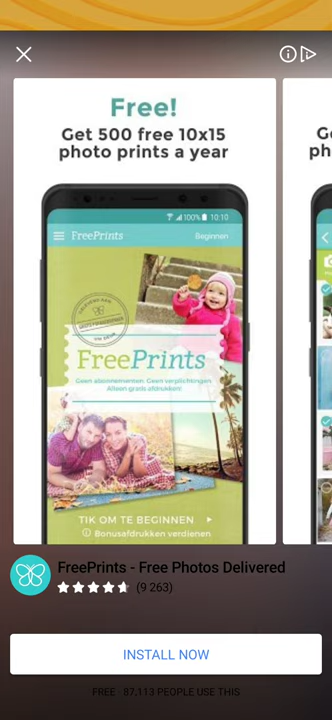 Free!
Get 500 free 10x15
photo prints a year
100% 10:10
FreePrints
Beginnen
FreePrints
Geen abonnementen. Geen verplichtingen.
Alleen gratis afdrukken!
TIK OM TE BEGINNEN
Bonusafdrukken verdienen
G
ph
FreePrints - Free Photos Delivered
(9 263)
INSTALL NOW
FREE · 87,113 PEOPLE USE THIS